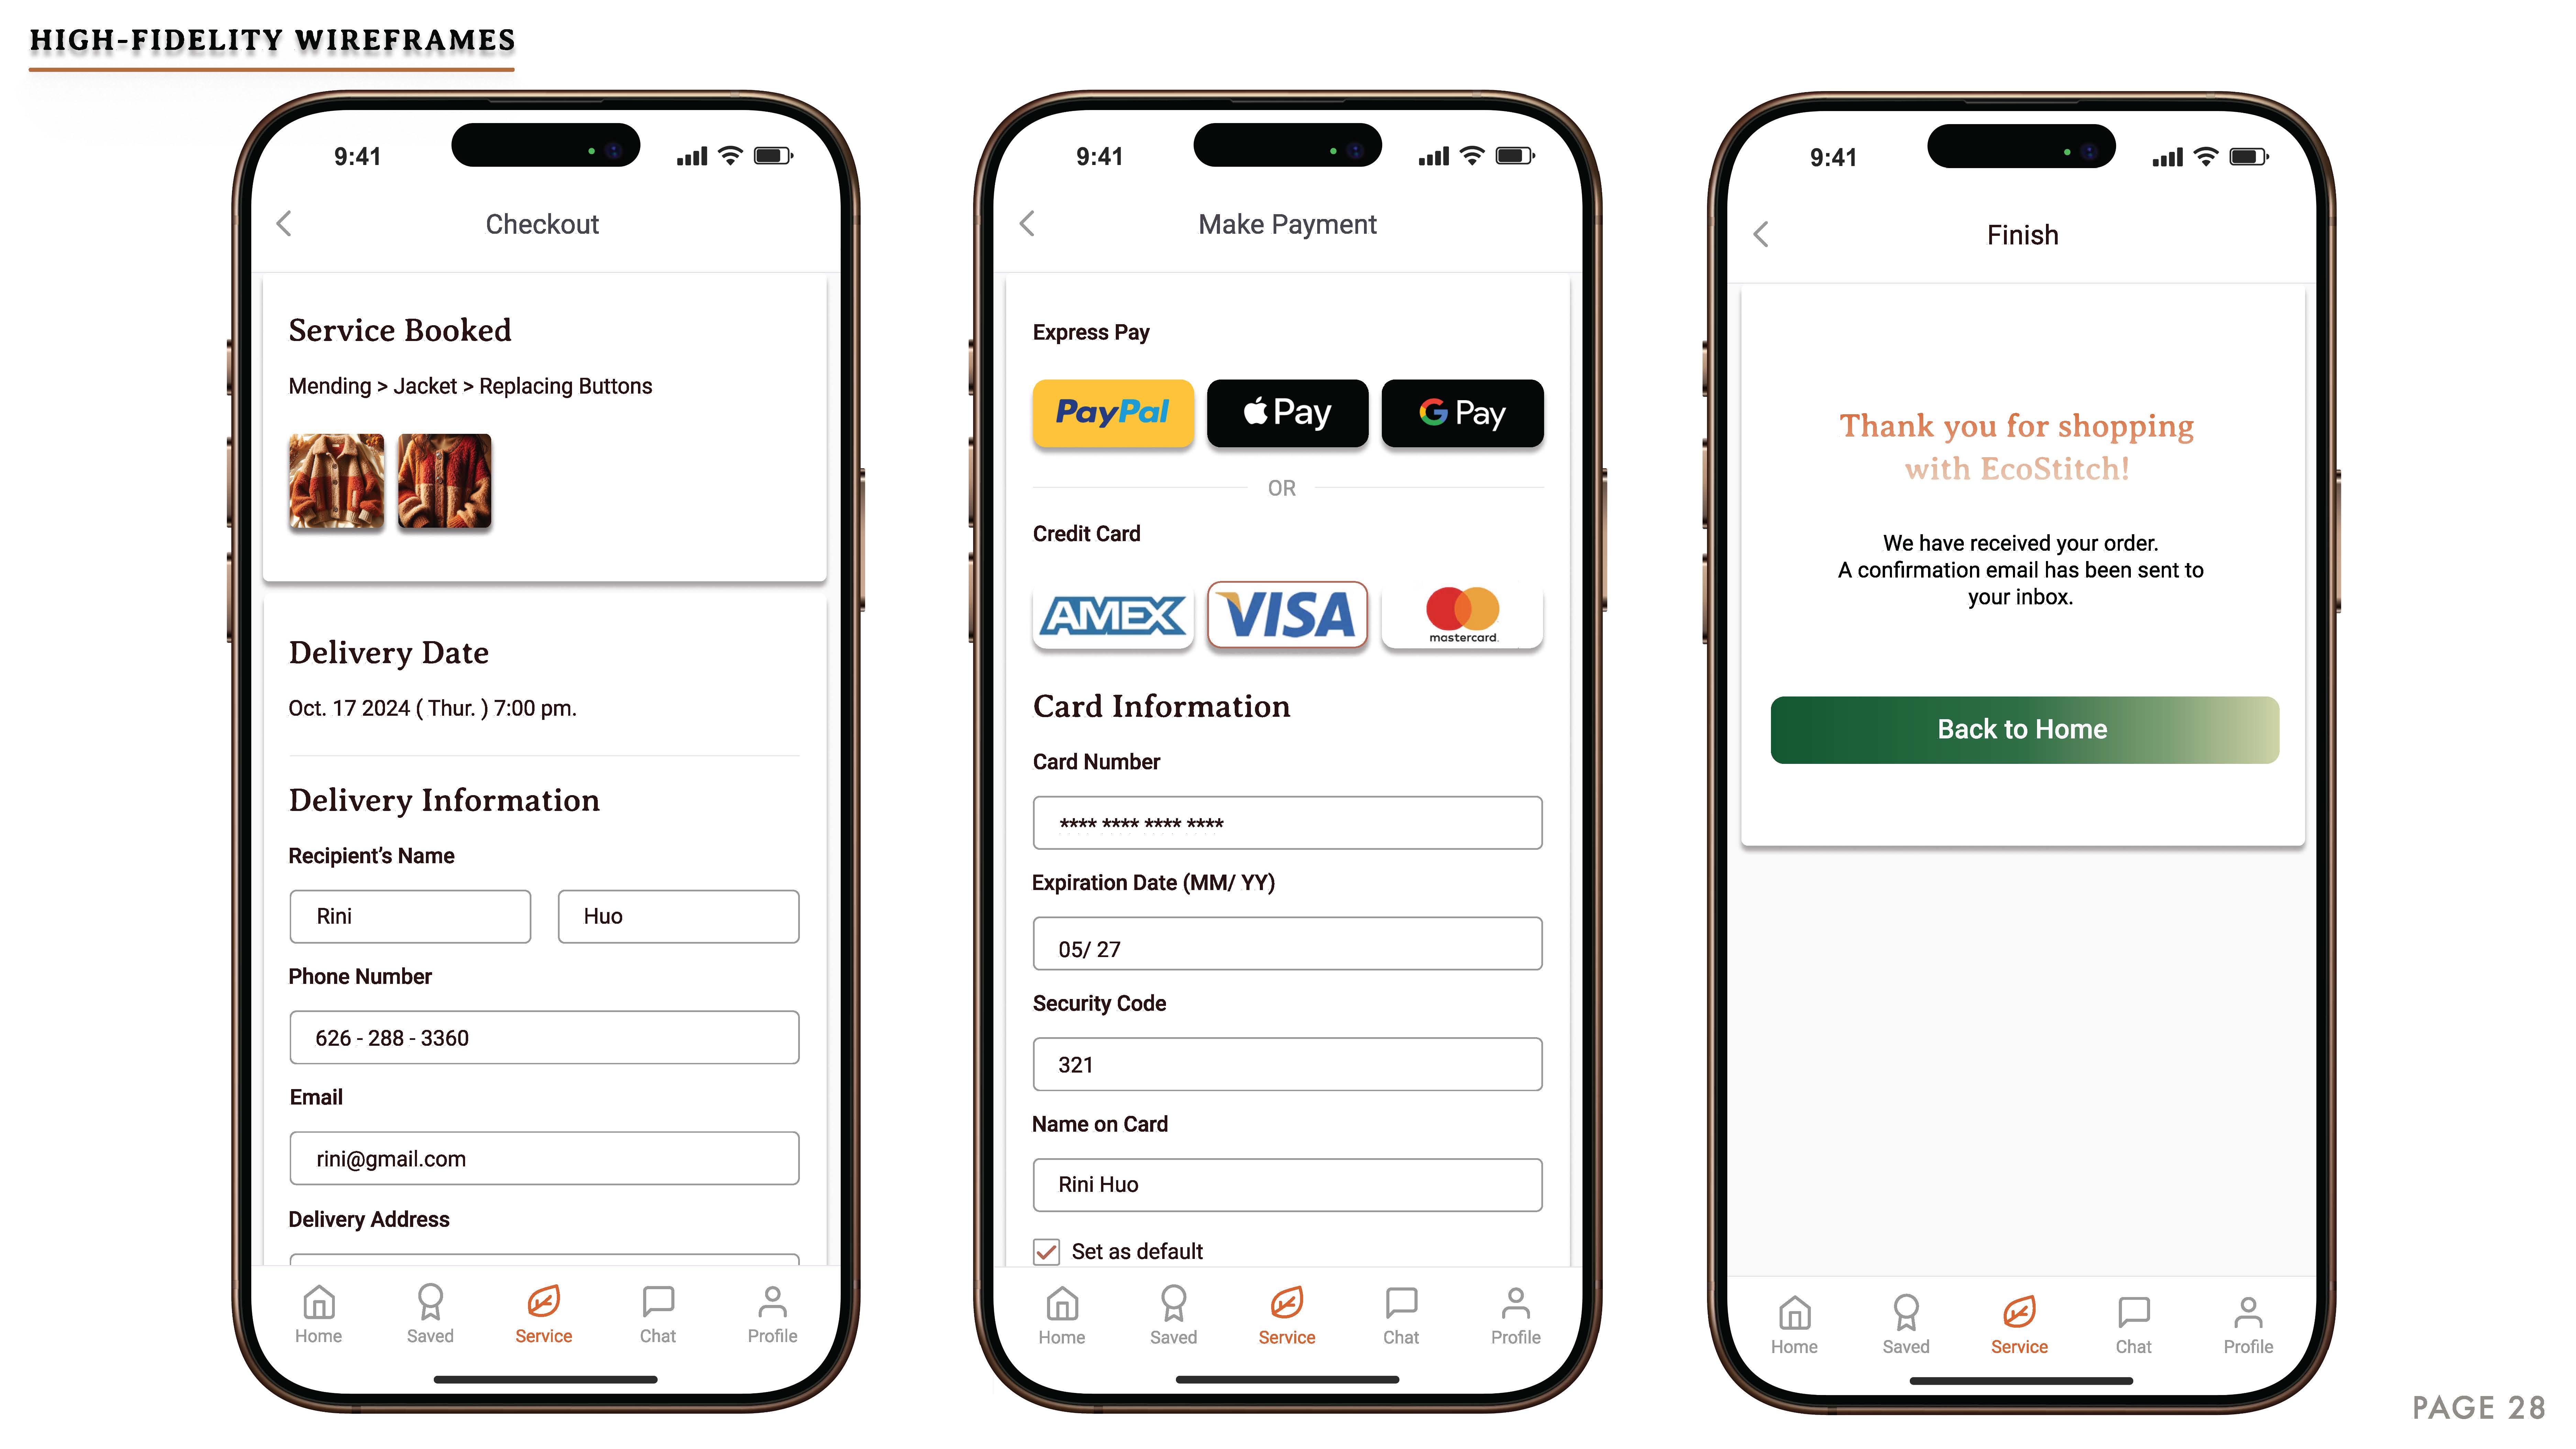 HIGH-FIDELITY WIREFRAMES
9:41
Checkout
Service Booked
Mending > Jacket > Replacing Buttons
Delivery Date
Oct. 17 2024 ( Thur. ) 7:00 pm.
Delivery Information
Recipient’s Name
Rini
Huo
Phone Number
626 - 288 - 3360
Email
rini@gmail.com
Delivery Address
Home
Saved
Service
Chat
Profile
9:41
Make Payment
Express Pay
PayPal
Pay
G Pay
OR
Credit Card
AMEX
VISA
mastercard.
Card Information
Card Number
**** **** **** ****
Expiration Date (MM/ YY)
05/ 27
Security Code
321
Name on Card
Rini Huo
Set as default
Home
Saved
Service
Chat
Profile
9:41
Finish
Thank you for shopping
with EcoStitch!
We have received your order.
A confirmation email has been sent to
your inbox.
Back to Home
Home
Saved
Service
Chat
Profile
PAGE 28